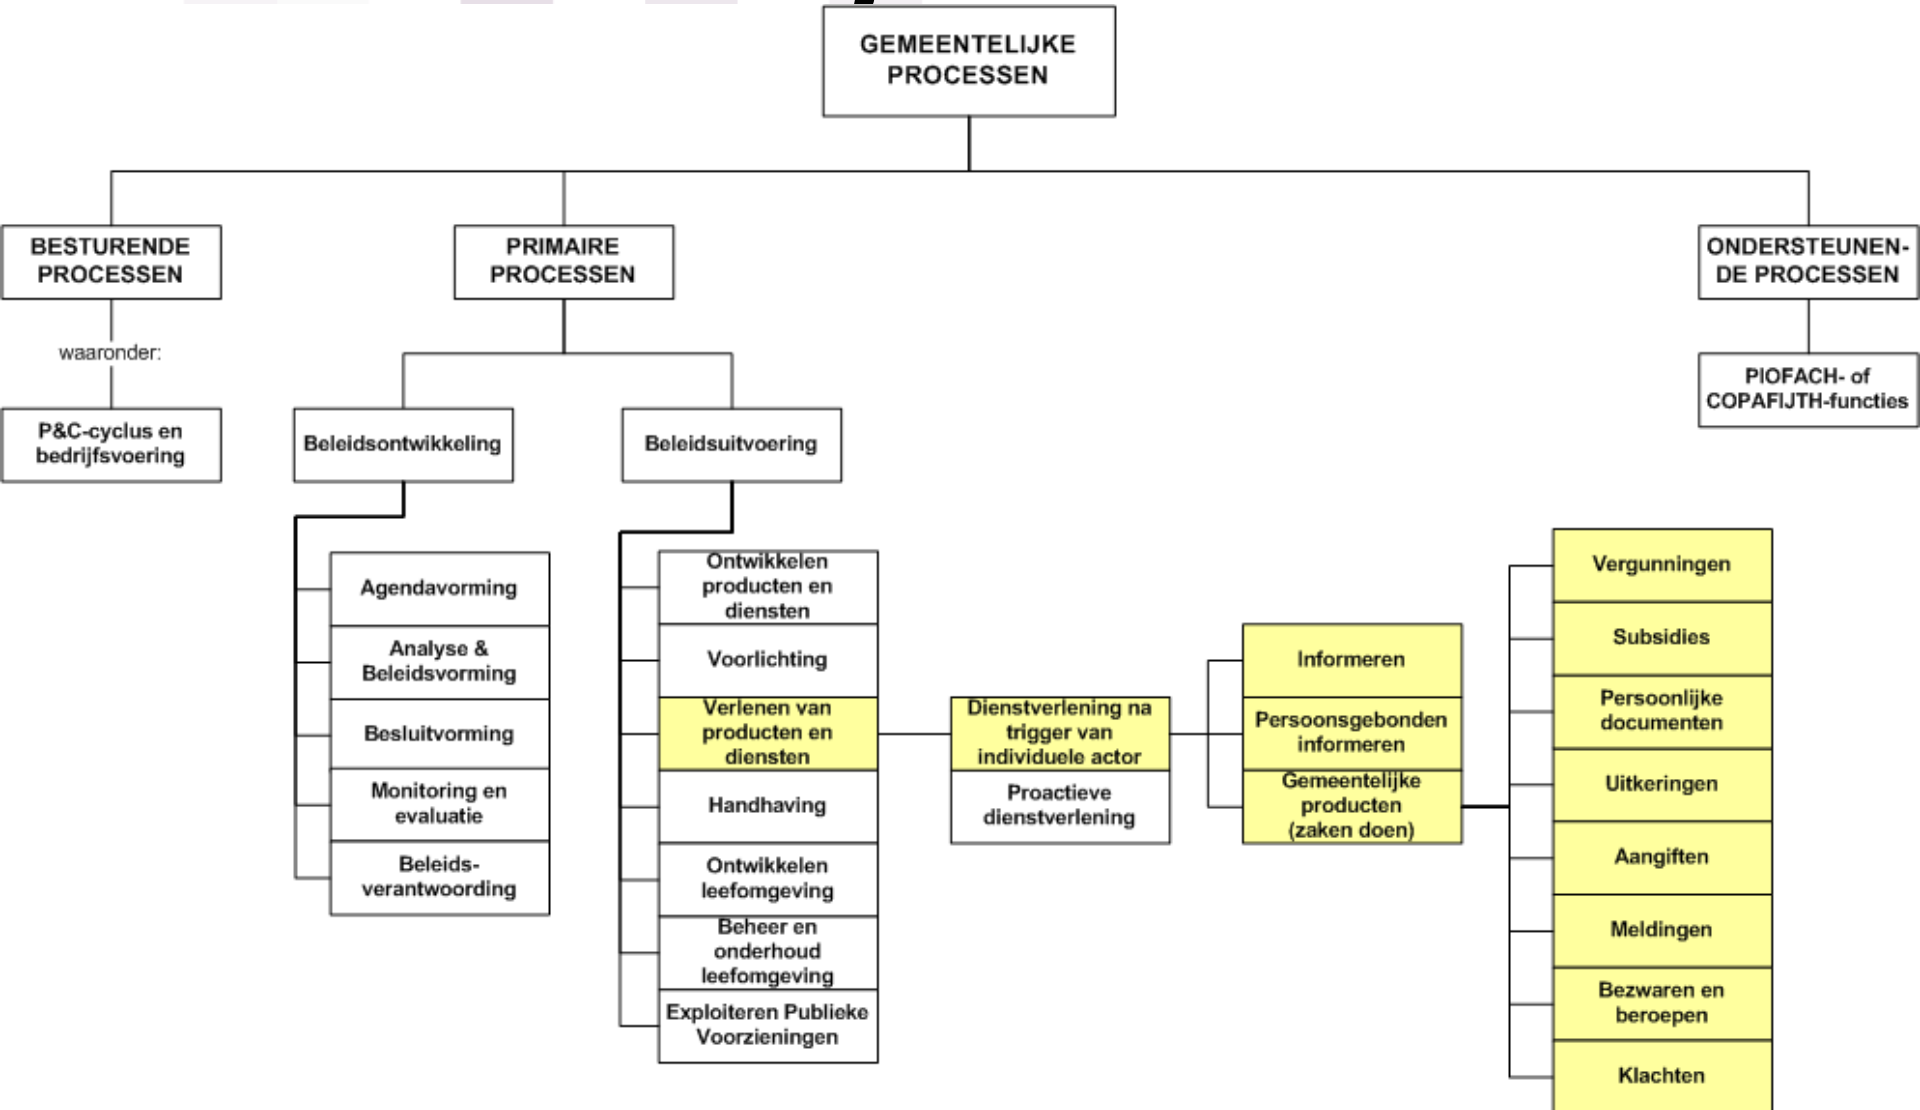 GEMEENTELIJKE
PROCESSEN
BESTURENDE
PROCESSEN
PRIMAIRE
PROCESSEN
ONDERSTEUNEN-
DE PROCESSEN
waaronder:
P&C-cyclus en
bedrijfsvoering
Beleidsontwikkeling
Beleidsuitvoering
PIOFACH- of
COPAFIJTH-functies
Agendavorming
Analyse &
Beleidsvorming
Besluitvorming
Monitoring en
evaluatie
Beleids-
verantwoording
Ontwikkelen
producten en
diensten
Voorlichting
Verlenen van
producten en
diensten
Handhaving
Ontwikkelen
leefomgeving
Beheer en
onderhoud
leefomgeving
Exploiteren Publieke
Voorzieningen
Dienstverlening na
trigger van
individuele actor
Proactieve
dienstverlening
Informeren
Persoonsgebonden
informeren
Gemeentelijke
producten
(zaken doen)
Vergunningen
Subsidies
Persoonlijke
documenten
Uitkeringen
Aangiften
Meldingen
Bezwaren en
beroepen
Klachten